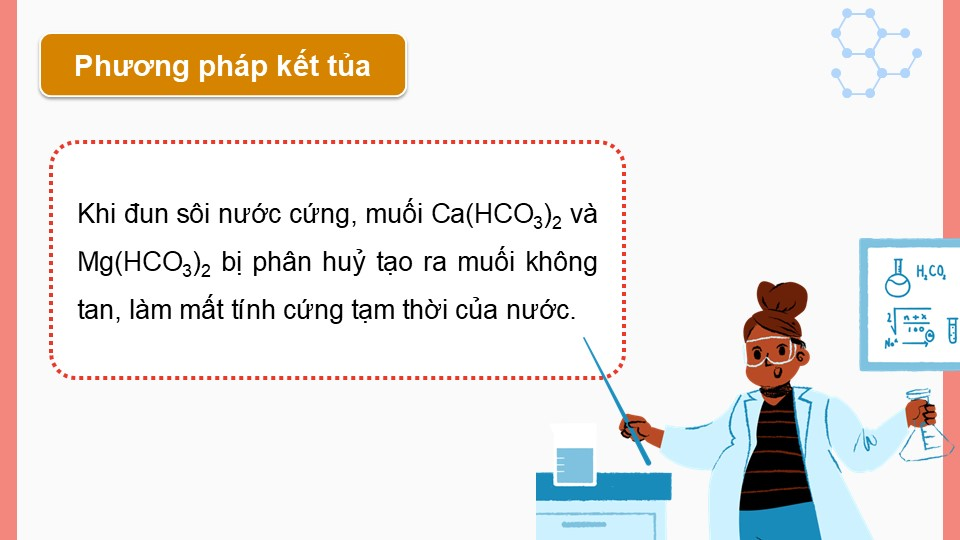 Phương pháp kết tủa
Khi đun sôi nước cứng, muối Ca(HCO₃)₂ và
Mg(HCO₃)₂ bị phân huỷ tạo ra muối không
tan, làm mất tính cứng tạm thời của nước.
H₂CO₃